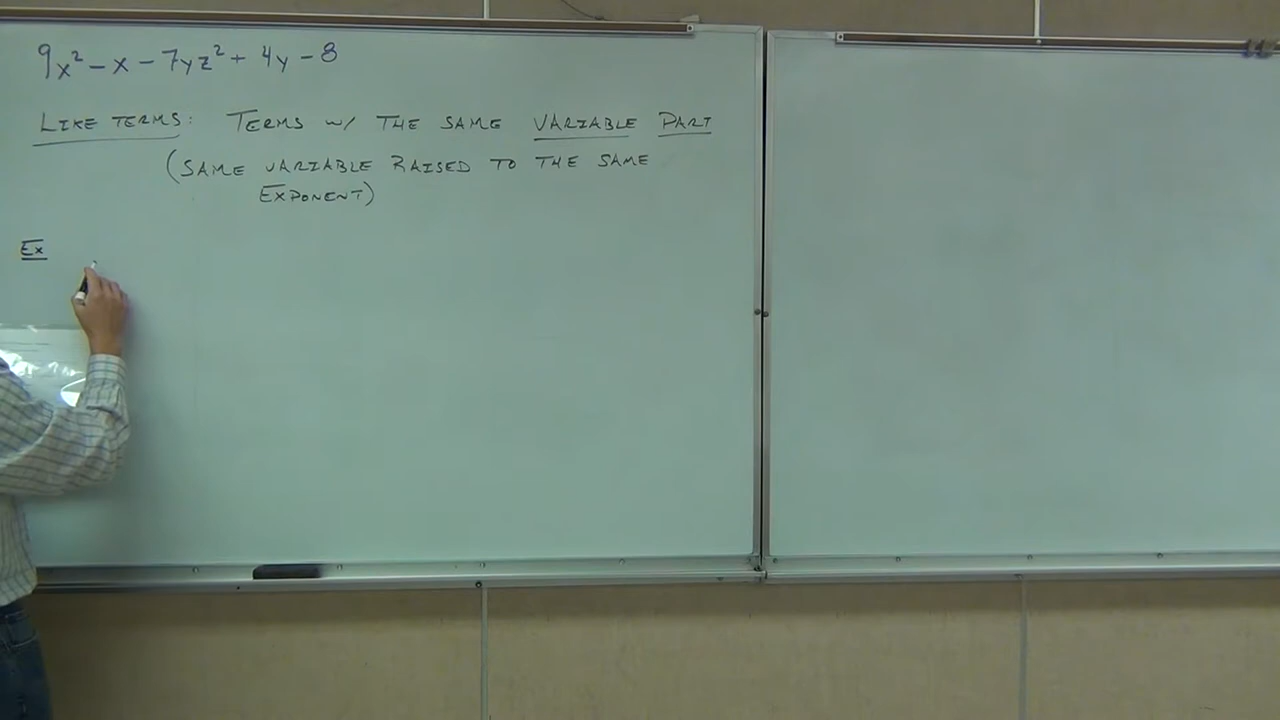 9x² - x - 7yz² + 4y - 8
LIKE TERMS: TERMS W/ THE SAME VARIABLE PART
(SAME VARIABLE RAISED TO THE SAME
EXPONENT)
Ex